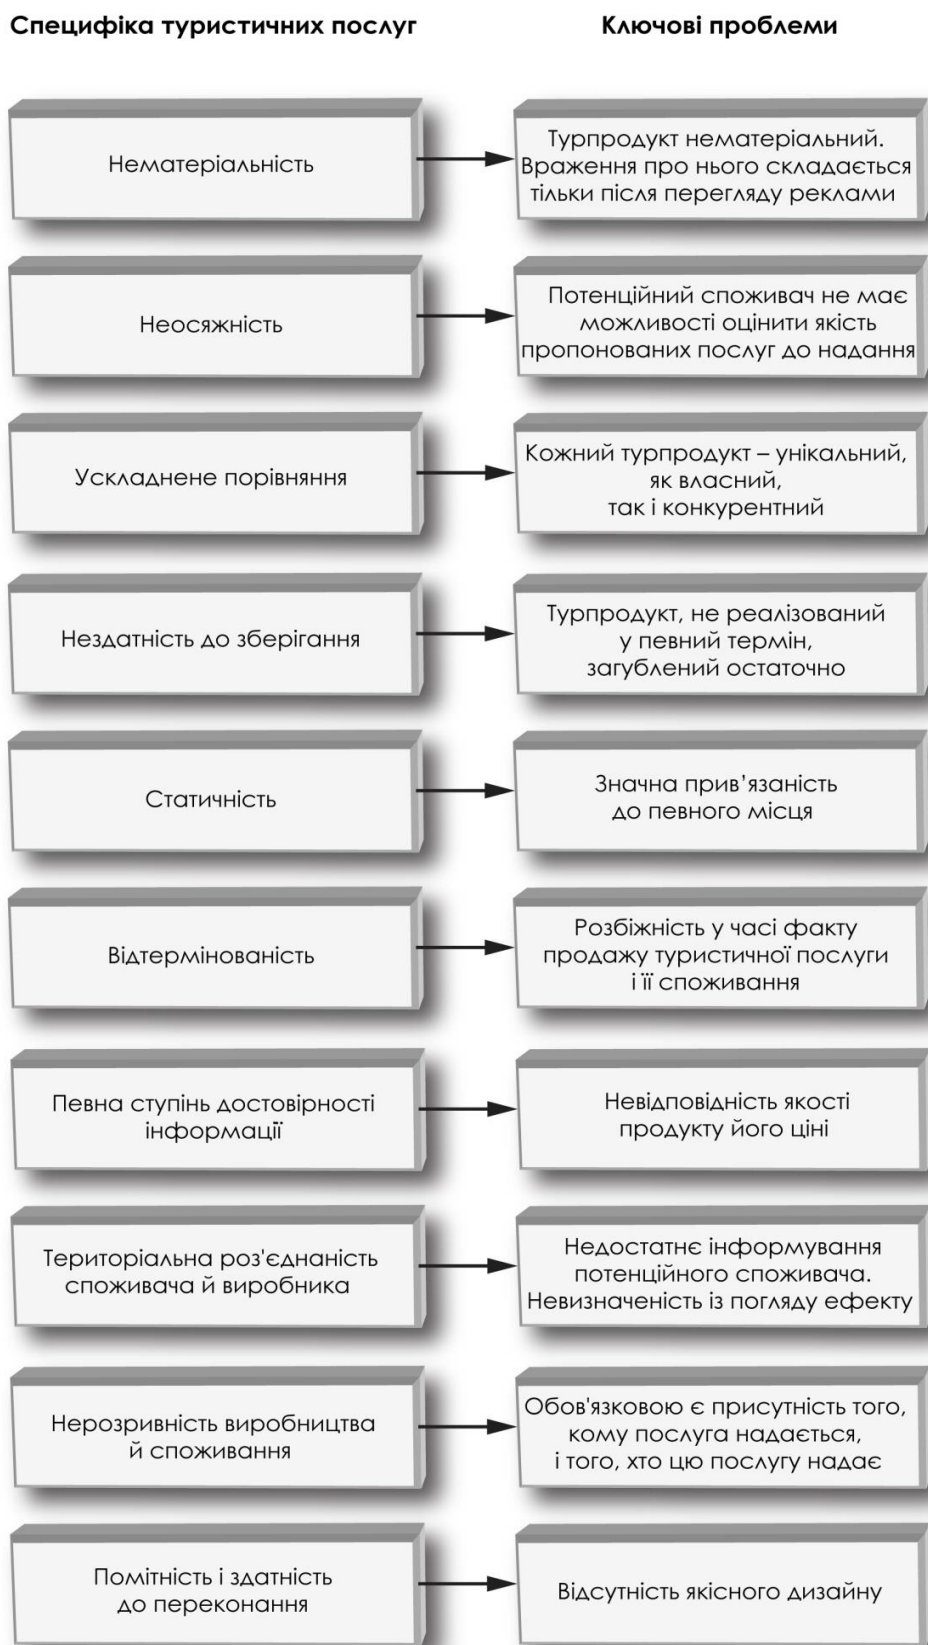 Специфіка туристичних послуг
Ключові проблеми
Нематеріальність
Турпродукт нематеріальний.
Враження про нього складається
тільки після перегляду реклами
Неосяжність
Потенційний споживач не має
можливості оцінити якість
пропонованих послуг до надання
Ускладнене порівняння
Кожний турпродукт – унікальний,
як власний,
так і конкурентний
Нездатність до зберігання
Турпродукт, не реалізований
у певний термін,
загублений остаточно
Статичність
Значна прив’язаність
до певного місця
Відтермінованість
Розбіжність у часі факту
продажу туристичної послуги
і її споживання
Певна ступінь достовірності
інформації
Невідповідність якості
продукту його ціні
Територіальна роз'єднаність
споживача й виробника
Недостатнє інформування
потенційного споживача.
Невизначеність із погляду ефекту
Нерозривність виробництва
й споживання
Обов'язковою є присутність того,
кому послуга надається,
і того, хто цю послугу надає
Помітність і здатність
до переконання
Відсутність якісного дизайну